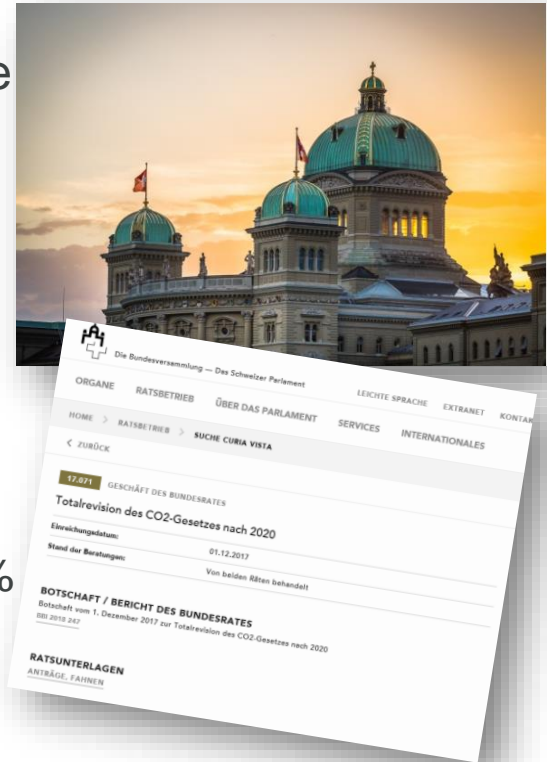 e
Die Bundesversammlung — Das Schweizer Parlament
LEICHTE SPRACHE EXTRANET KONTAK
ORGANE RATSBETRIEB ÜBER DAS PARLAMENT SERVICES INTERNATIONALES
HOME > RATSBETRIEB > SUCHE CURIA VISTA
< ZURÜCK
17.071 GESCHÄFT DES BUNDESRATES
Totalrevision des CO2-Gesetzes nach 2020
Einreichungsdatum: 01.12.2017
Stand der Beratungen: Von beiden Räten behandelt
%
BOTSCHAFT / BERICHT DES BUNDESRATES
Botschaft vom 1. Dezember 2017 zur Totalrevision des CO2-Gesetzes nach 2020
BBl 2018 247
RATSUNTERLAGEN
ANTRÄGE, FAHNEN